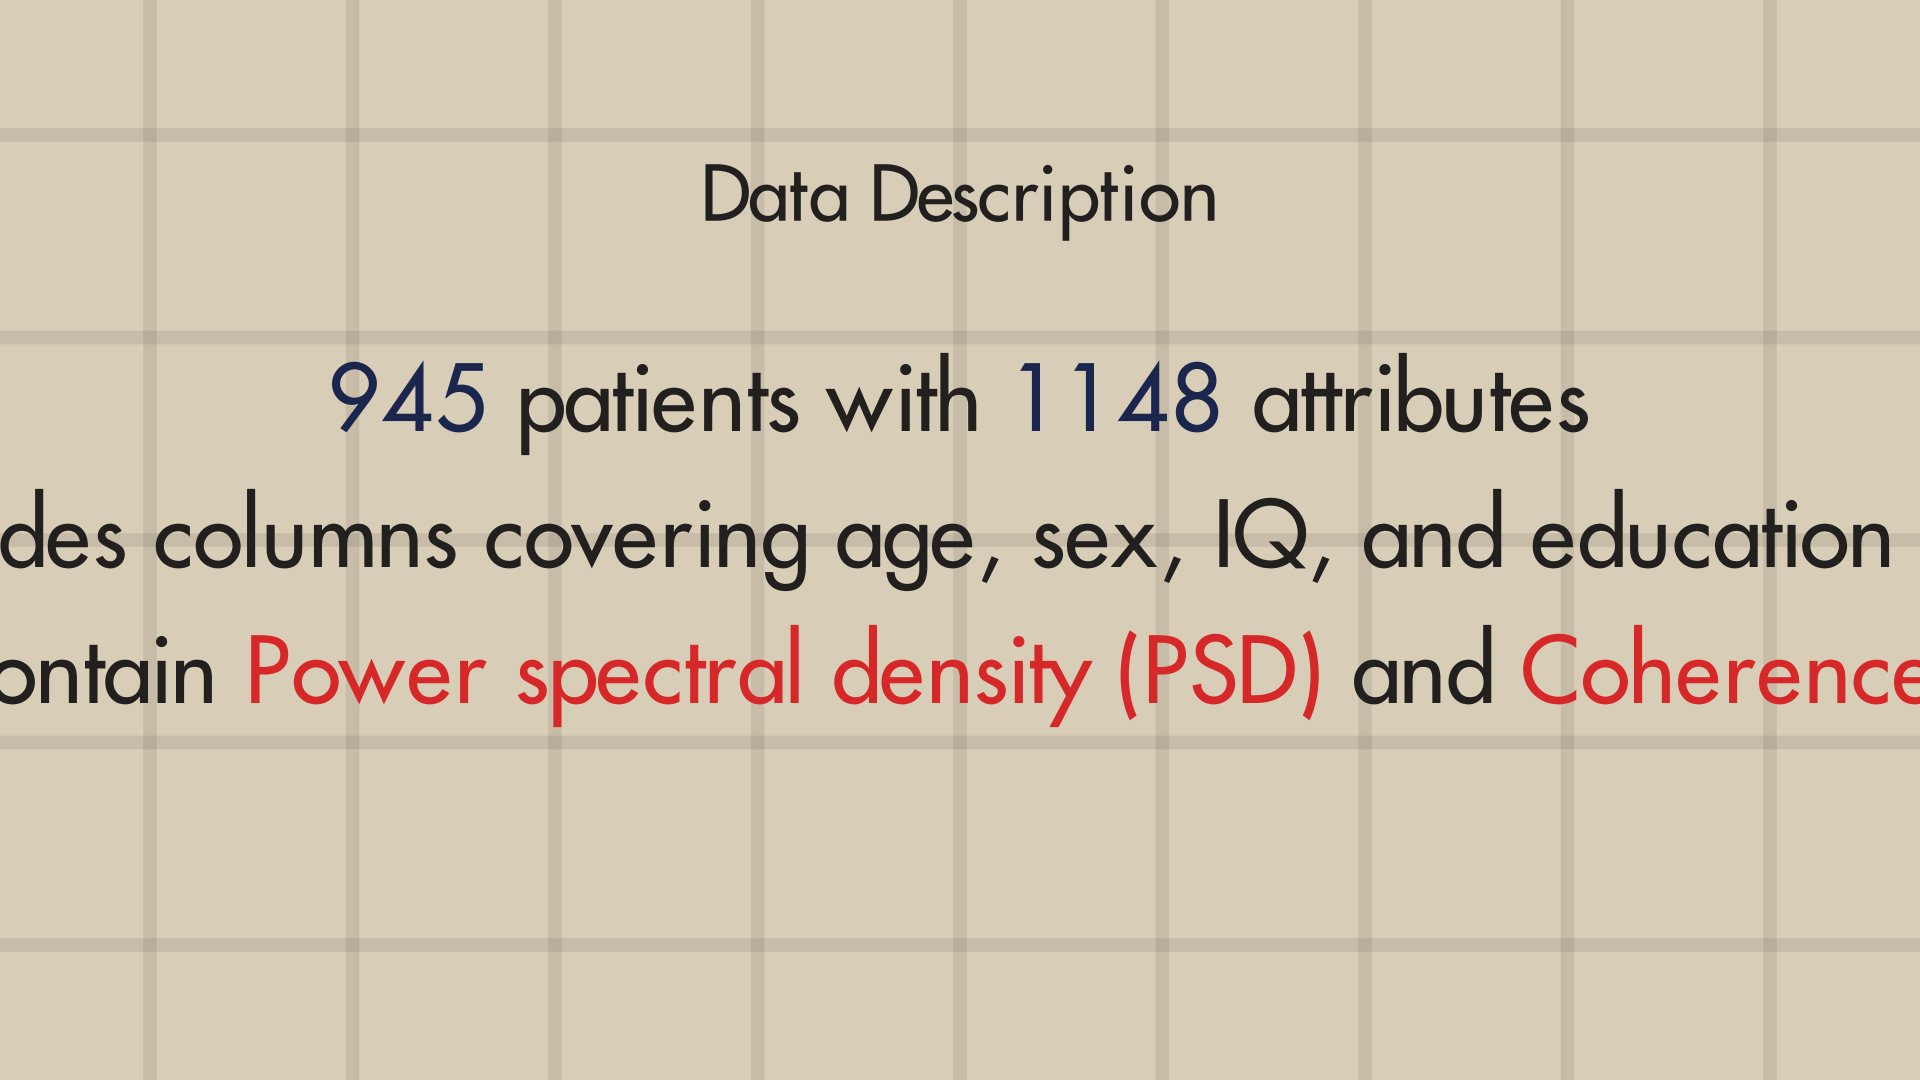 Data Description
945 patients with 1148 attributes
des columns covering age, sex, IQ, and education
ontain Power spectral density (PSD) and Coherence